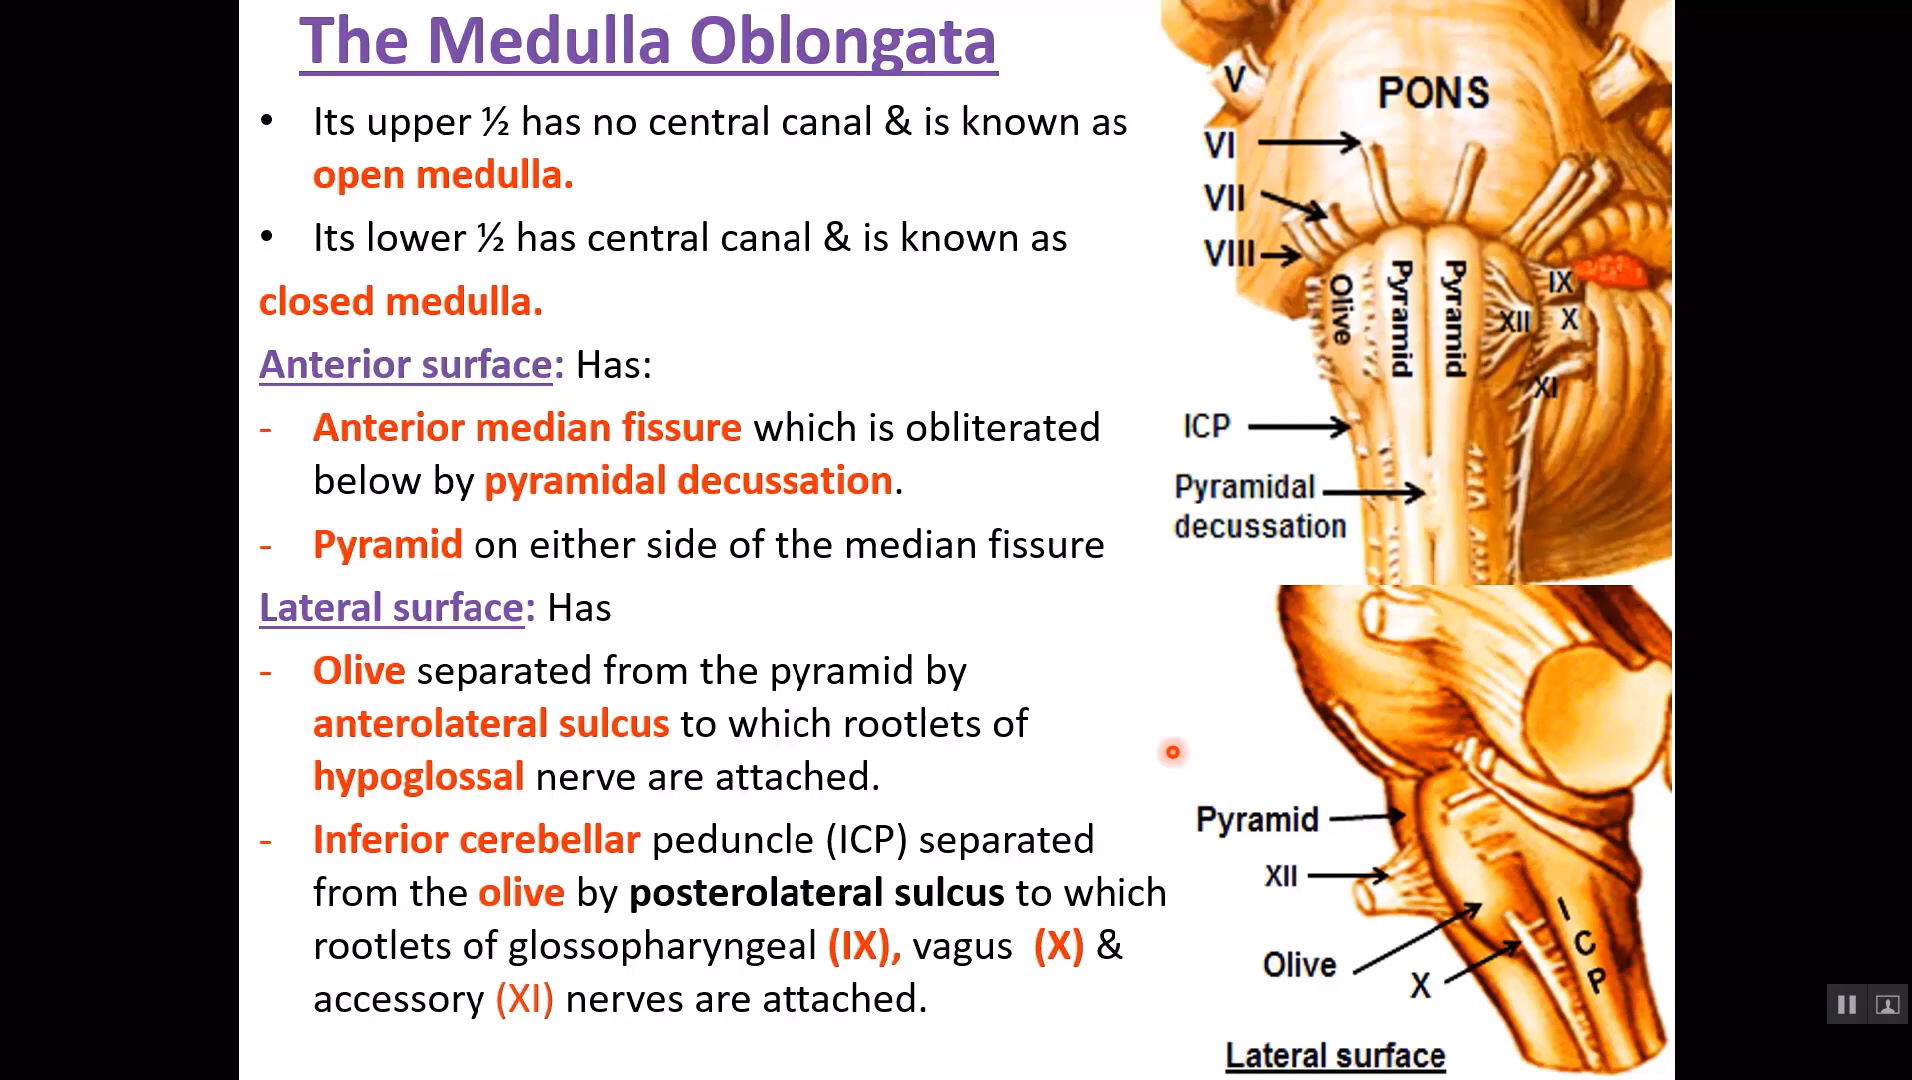 The Medulla Oblongata
• Its upper ½ has no central canal & is known as
open medulla.
• Its lower ½ has central canal & is known as
closed medulla.
Anterior surface: Has:
- Anterior median fissure which is obliterated
below by pyramidal decussation.
- Pyramid on either side of the median fissure
Lateral surface: Has
- Olive separated from the pyramid by
anterolateral sulcus to which rootlets of
hypoglossal nerve are attached.
- Inferior cerebellar peduncle (ICP) separated
from the olive by posterolateral sulcus to which
rootlets of glossopharyngeal (IX), vagus (X) &
accessory (XI) nerves are attached.
PONS
V
VI
VII
VIII
Olive
Pyramid
Pyramid
IX
X
XII
XI
ICP
Pyramidal
decussation
Pyramid
XII
Olive
X
I
C
P
Lateral surface